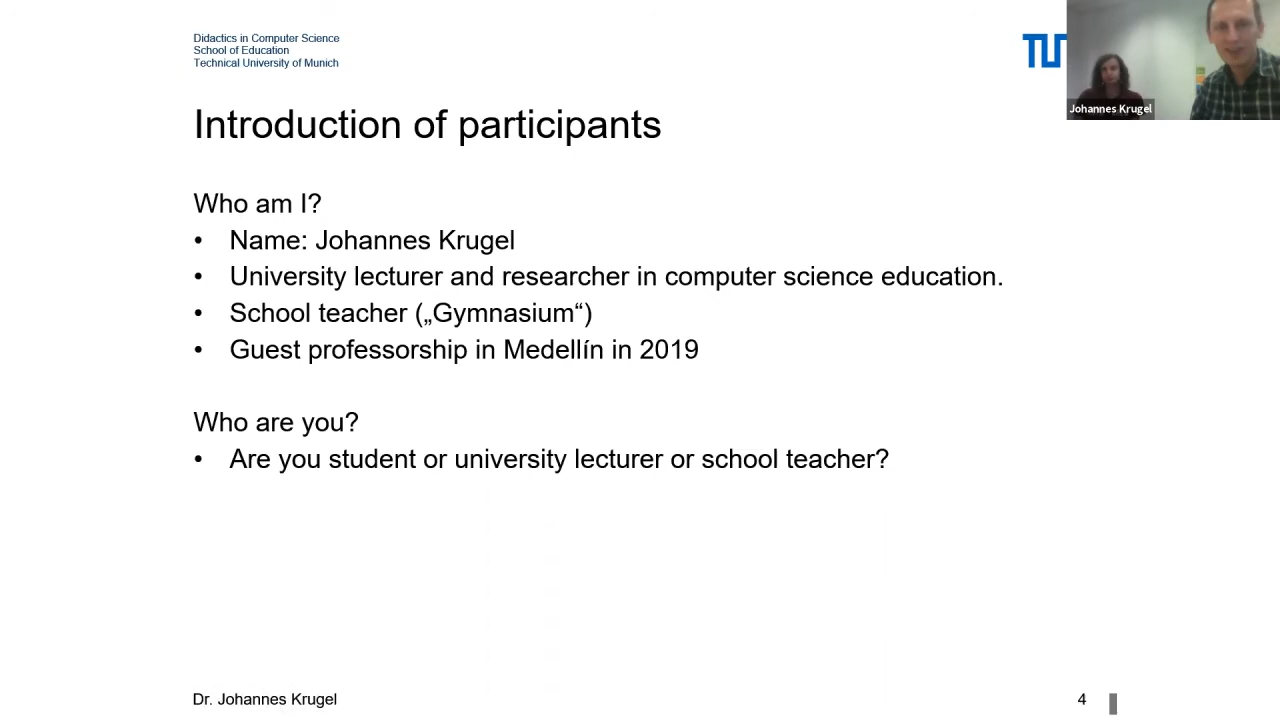 Didactics in Computer Science
School of Education
Technical University of Munich
Johannes Krugel
Introduction of participants
Who am I?
• Name: Johannes Krugel
• University lecturer and researcher in computer science education.
• School teacher („Gymnasium“)
• Guest professorship in Medellín in 2019
Who are you?
• Are you student or university lecturer or school teacher?
Dr. Johannes Krugel
4